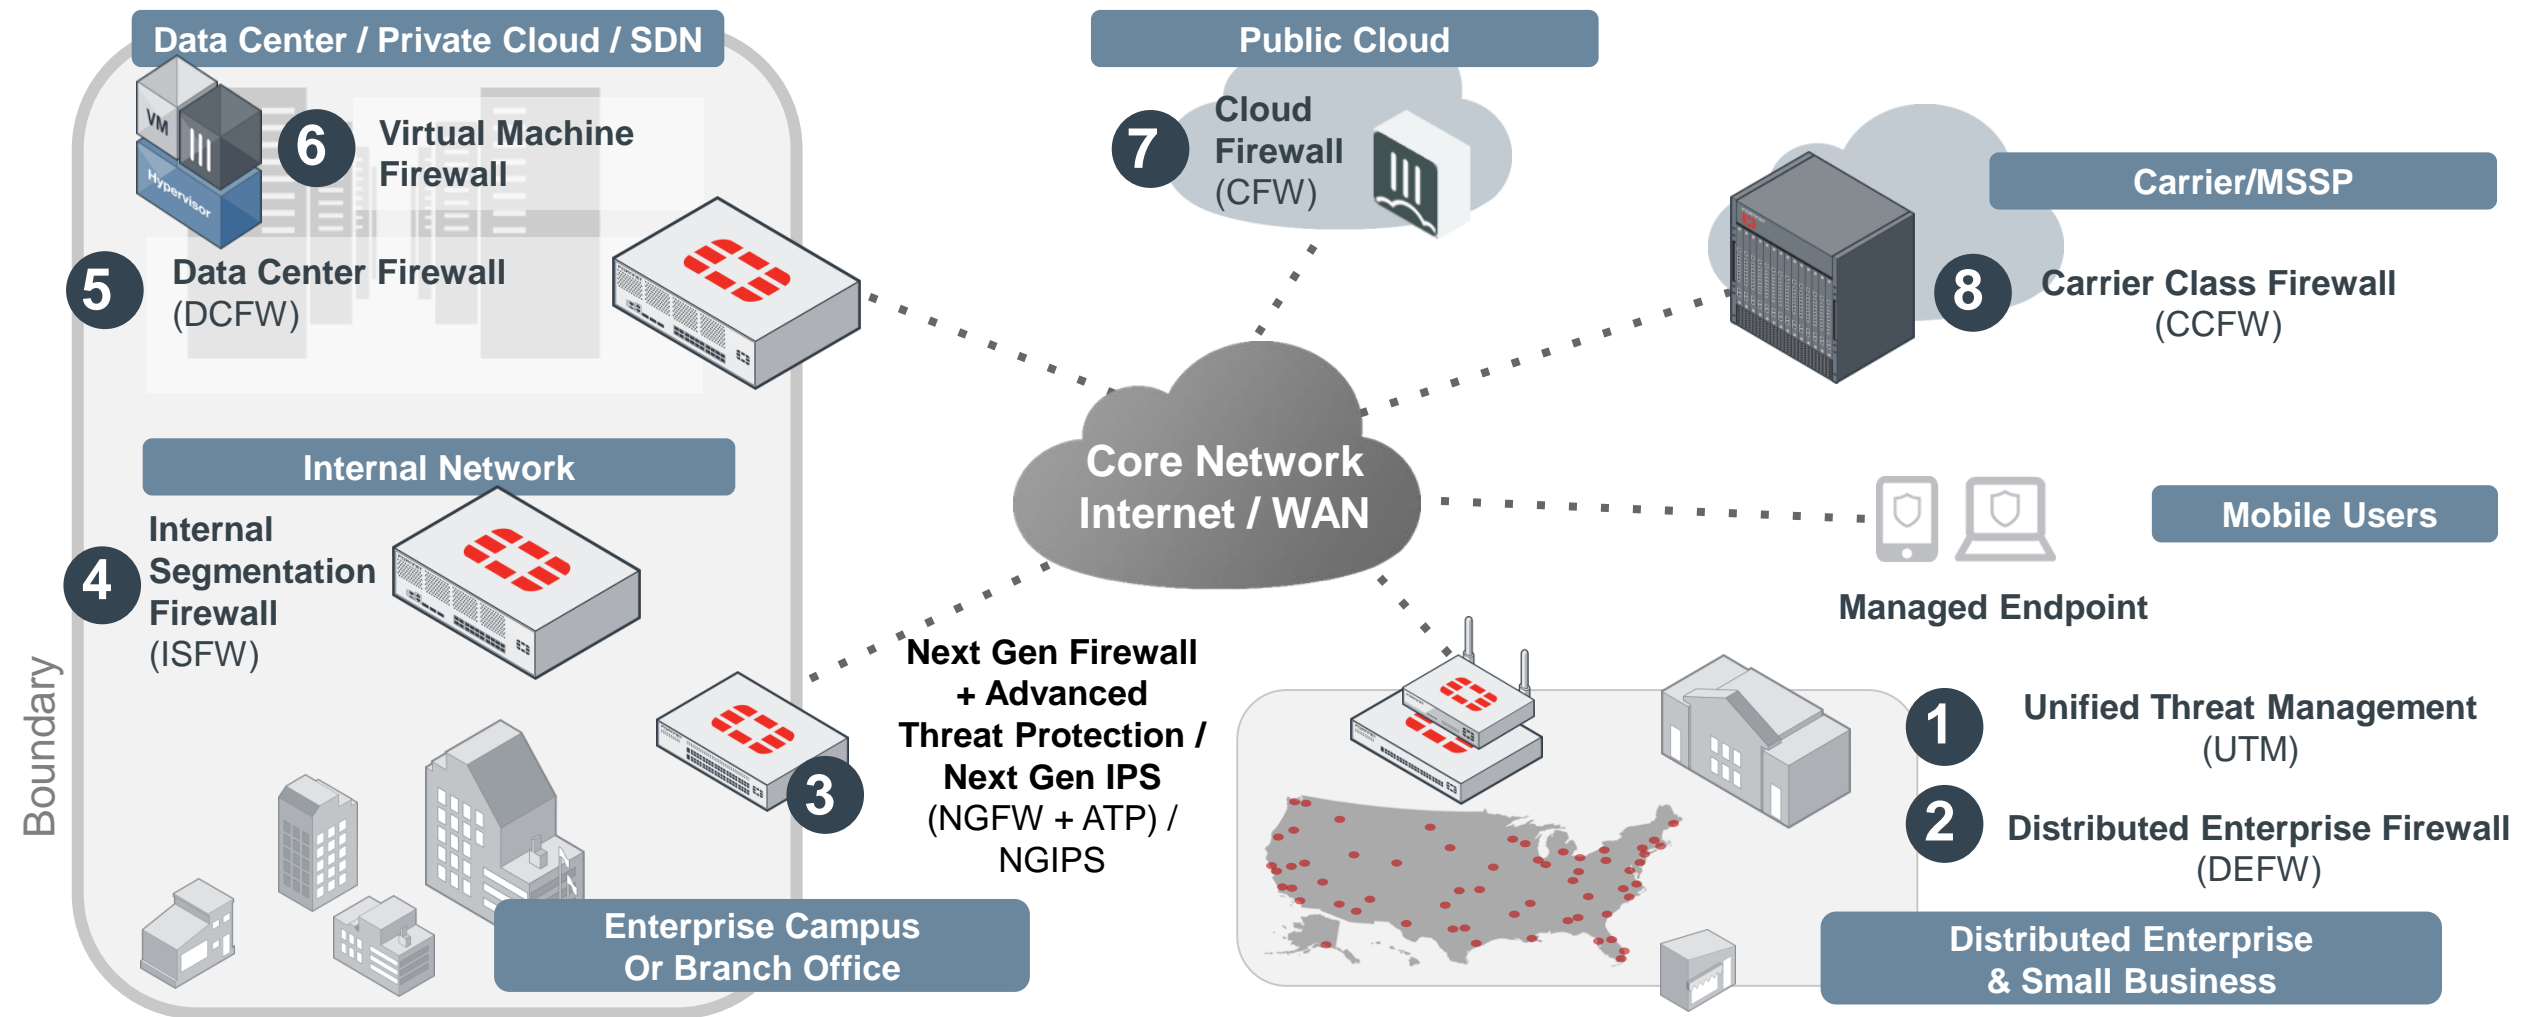 Data Center / Private Cloud / SDN
VM
Hypervisor
6
Virtual Machine
Firewall
5
Data Center Firewall
(DCFW)
Internal Network
4
Internal
Segmentation
Firewall
(ISFW)
Boundary
3
Next Gen Firewall
+ Advanced
Threat Protection /
Next Gen IPS
(NGFW + ATP) /
NGIPS
Enterprise Campus
Or Branch Office
Public Cloud
7
Cloud
Firewall
(CFW)
Core Network
Internet / WAN
Carrier/MSSP
8
Carrier Class Firewall
(CCFW)
Mobile Users
Managed Endpoint
1
Unified Threat Management
(UTM)
2
Distributed Enterprise Firewall
(DEFW)
Distributed Enterprise
& Small Business